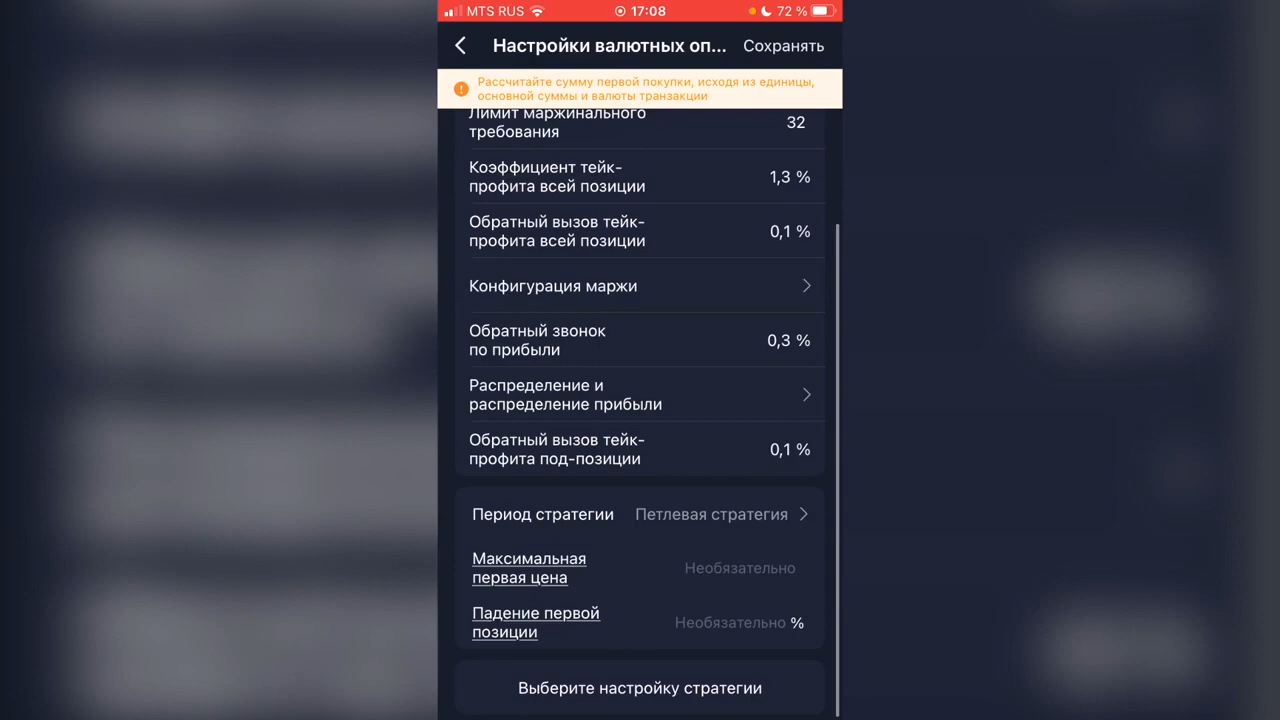 MTS RUS 17:08 72 %
Настройки валютных оп... Сохранять
Рассчитайте сумму первой покупки, исходя из единицы,
основной суммы и валюты транзакции
Лимит маржинального
требования 32
Коэффициент тейк-
профита всей позиции 1,3 %
Обратный вызов тейк-
профита всей позиции 0,1 %
Конфигурация маржи
Обратный звонок
по прибыли 0,3 %
Распределение и
распределение прибыли
Обратный вызов тейк-
профита под-позиции 0,1 %
Период стратегии Петлевая стратегия
Максимальная
первая цена Необязательно
Падение первой
позиции Необязательно %
Выберите настройку стратегии